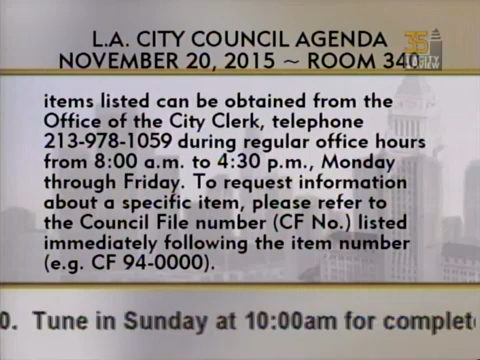 L.A. CITY COUNCIL AGENDA
NOVEMBER 20, 2015 ~ ROOM 340
35
items listed can be obtained from the
Office of the City Clerk, telephone
213-978-1059 during regular office hours
from 8:00 a.m. to 4:30 p.m., Monday
through Friday. To request information
about a specific item, please refer to
the Council File number (CF No.) listed
immediately following the item number
(e.g. CF 94-0000).
0. Tune in Sunday at 10:00am for complet